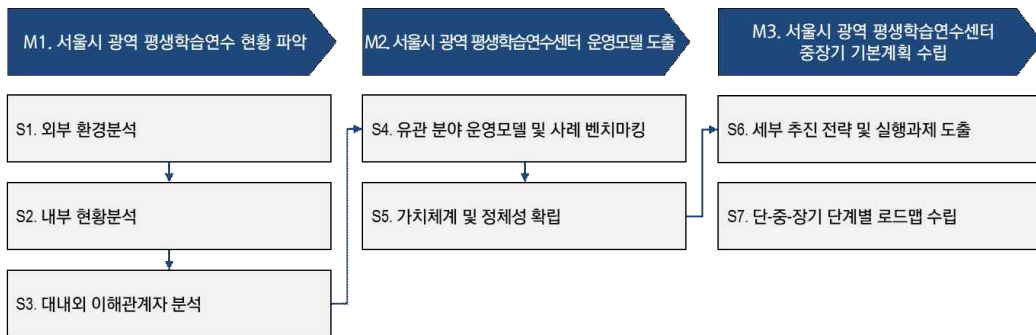 M1. 서울시 광역 평생학습연수 현황 파악
M2. 서울시 광역 평생학습연수센터 운영모델 도출
M3. 서울시 광역 평생학습연수센터
중장기 기본계획 수립
S1. 외부 환경분석
S2. 내부 현황분석
S3. 대내외 이해관계자 분석
S4. 유관 분야 운영모델 및 사례 벤치마킹
S5. 가치체계 및 정체성 확립
S6. 세부 추진 전략 및 실행과제 도출
S7. 단-중-장기 단계별 로드맵 수립